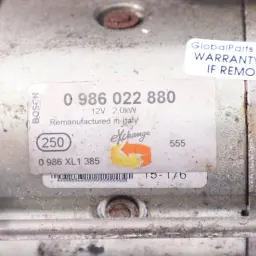 GlobalParts
WARRANTY
IF REMO
BOSCH
0 986 022 880
12V 2.0kW
Remanufactured in Italy
eXchange
250
555
0 986 XL1 385
15-176